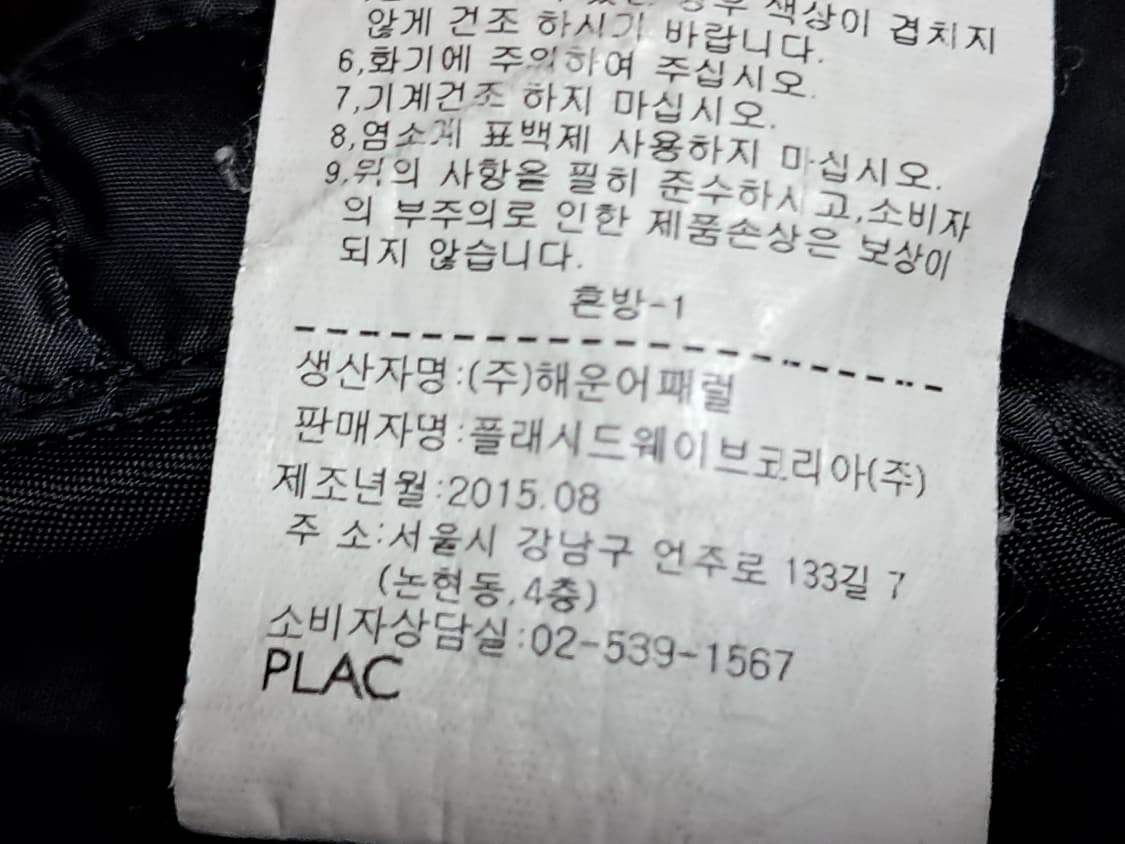 색상이 겹치지
않게 건조 하시기 바랍니다.
6,화기에 주의하여 주십시오.
7,기계건조 하지 마십시오.
8,염소계 표백제 사용하지 마십시오.
9.위의 사항을 필히 준수하시고,소비자
의 부주의로 인한 제품손상은 보상이
되지 않습니다.
혼방-1
생산자명:(주)해운어패럴
판매자명:플래시드웨이브코리아(주)
제조년월:2015.08
주 소:서울시 강남구 언주로 133길 7
(논현동,4층)
소비자상담실:02-539-1567
PLAC